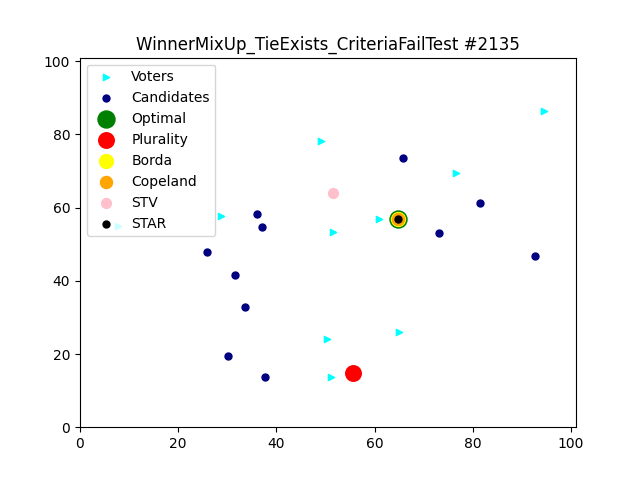 WinnerMixUp_TieExists_CriteriaFailTest #2135
100
80
60
40
20
0
Voters
Candidates
Optimal
Plurality
Borda
Copeland
STV
STAR
0 20 40 60 80 100